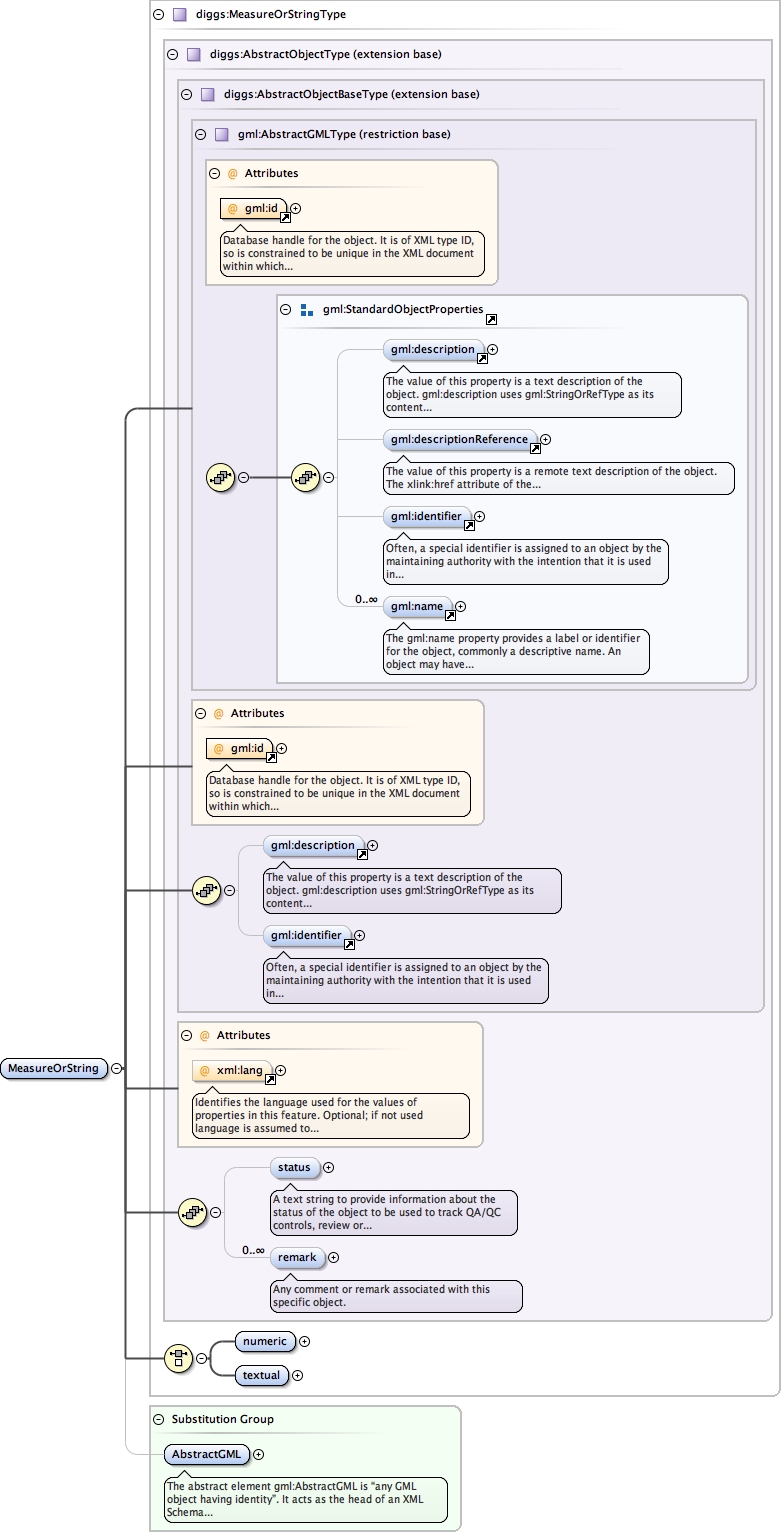 diggs:MeasureOrStringType
diggs:AbstractObjectType (extension base)
diggs:AbstractObjectBaseType (extension base)
gml:AbstractGMLType (restriction base)
@ Attributes
@ gml:id
Database handle for the object. It is of XML type ID,
so is constrained to be unique in the XML document
within which...
gml:StandardObjectProperties
gml:description
The value of this property is a text description of the
object. gml:description uses gml:StringOrRefType as its
content...
gml:descriptionReference
The value of this property is a remote text description of the object.
The xlink:href attribute of the...
gml:identifier
Often, a special identifier is assigned to an object by the
maintaining authority with the intention that it is used
in...
0..∞
gml:name
The gml:name property provides a label or identifier
for the object, commonly a descriptive name. An
object may have...
@ Attributes
@ gml:id
Database handle for the object. It is of XML type ID,
so is constrained to be unique in the XML document
within which...
gml:description
The value of this property is a text description of the
object. gml:description uses gml:StringOrRefType as its
content...
gml:identifier
Often, a special identifier is assigned to an object by the
maintaining authority with the intention that it is used
in...
@ Attributes
MeasureOrString
@ xml:lang
Identifies the language used for the values of
properties in this feature. Optional; if not used
language is assumed to...
status
A text string to provide information about the
status of the object to be used to track QA/QC
controls, review or...
0..∞
remark
Any comment or remark associated with this
specific object.
numeric
textual
Substitution Group
AbstractGML
The abstract element gml:AbstractGML is "any GML
object having identity". It acts as the head of an XML
Schema...